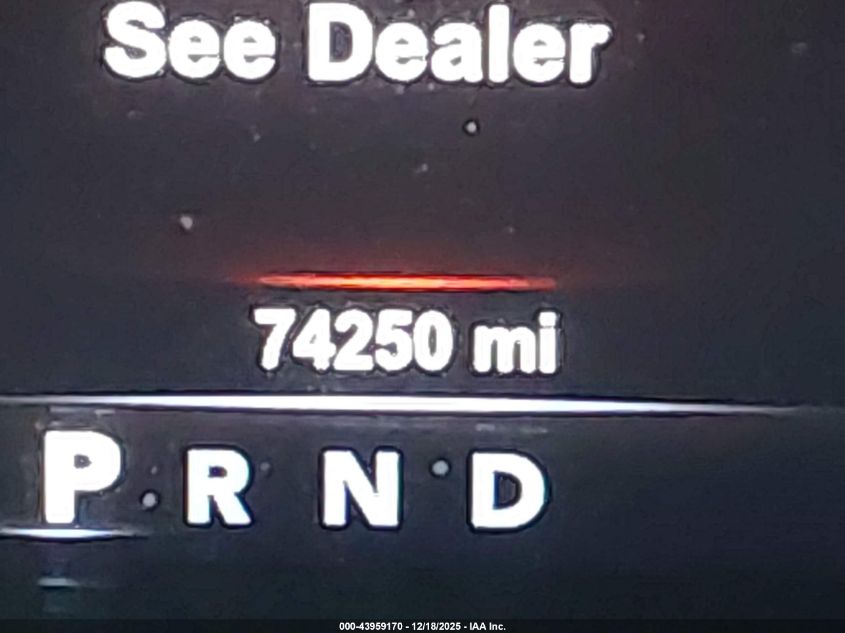 See Dealer
74250 mi
P R N D
000-43959170 - 12/18/2025 - IAA Inc.